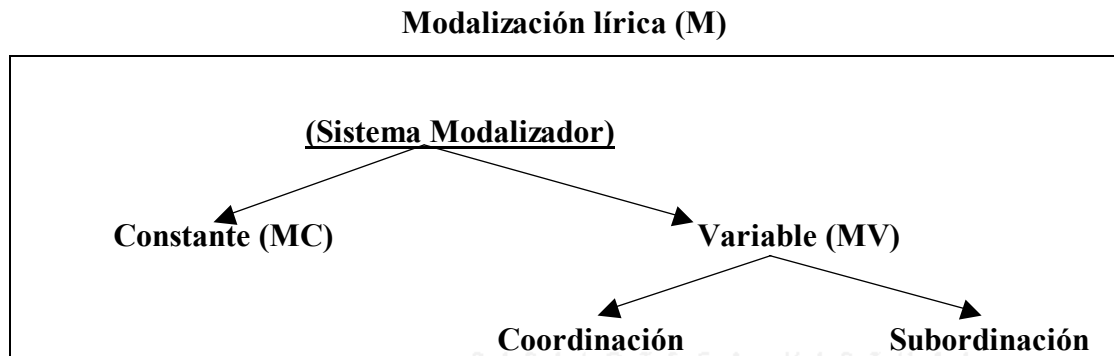 Modalización lírica (M)
(Sistema Modalizador)
Constante (MC) Variable (MV)
Coordinación Subordinación